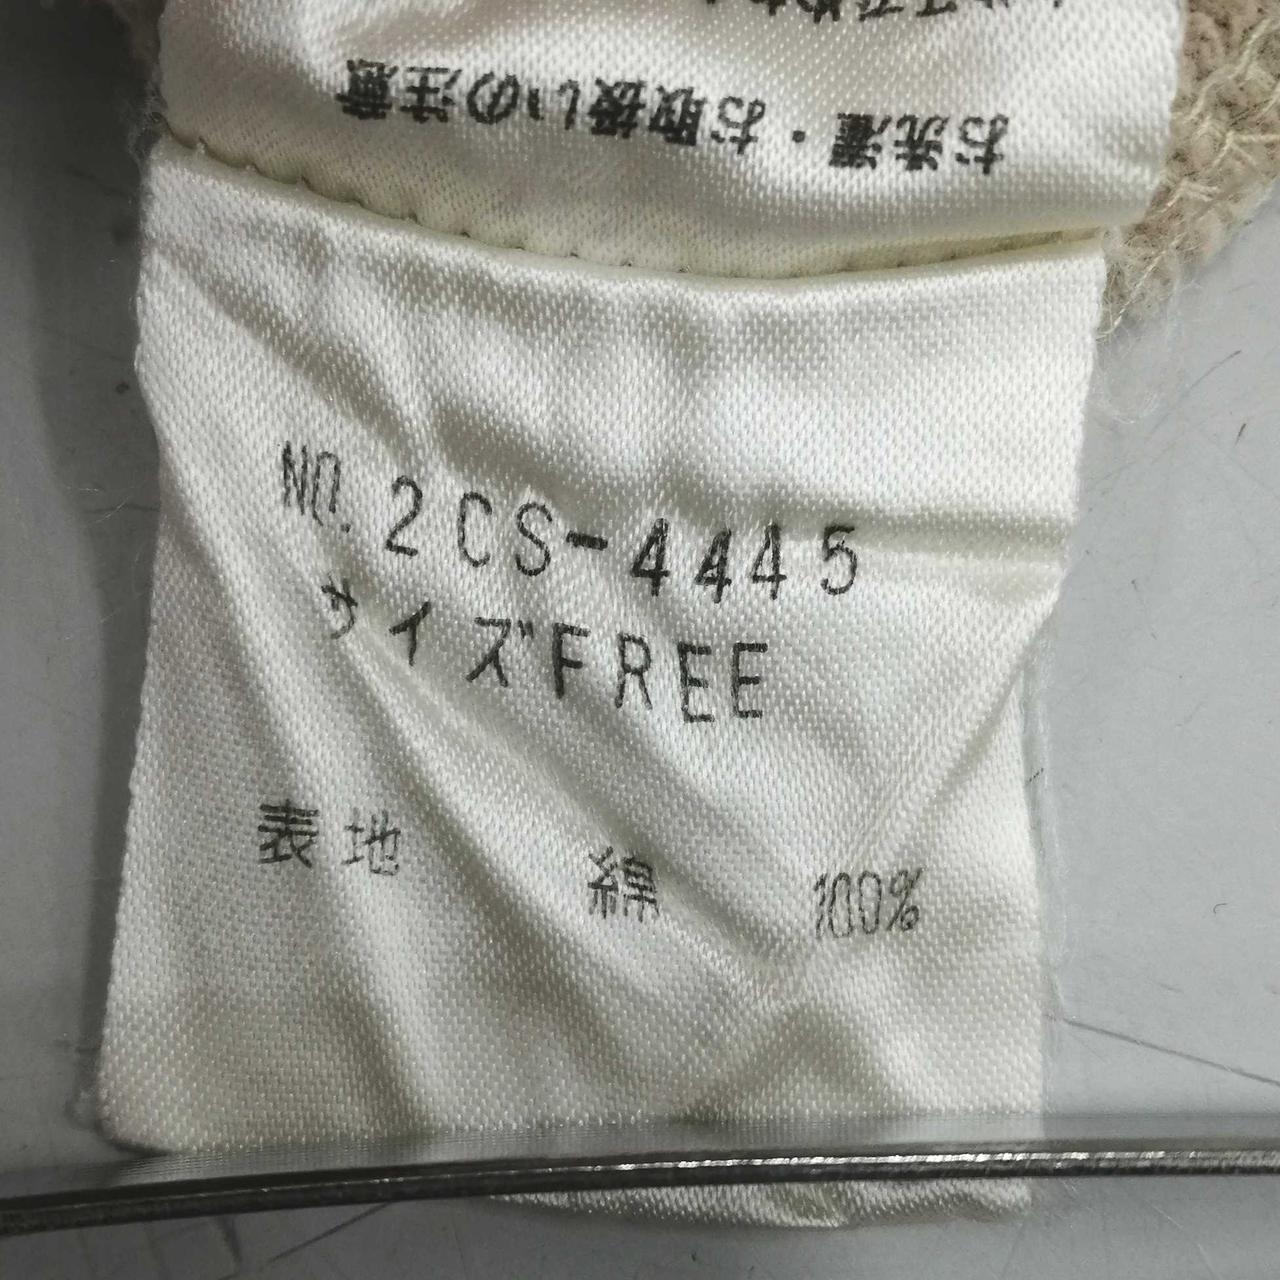 お洗濯・お取扱いの注意
NO. 2CS-4445
サイズFREE
表地 綿 100%